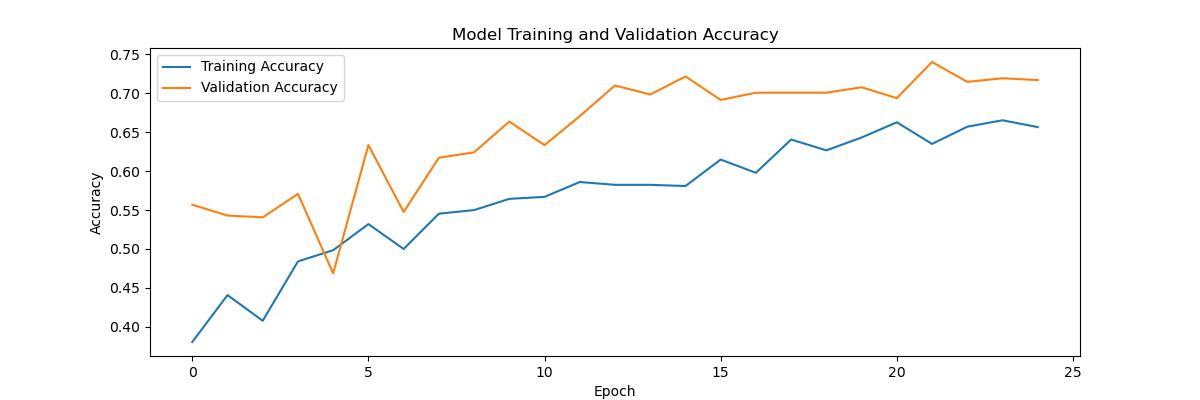 Model Training and Validation Accuracy
Training Accuracy
Validation Accuracy
Accuracy
0.75
0.70
0.65
0.60
0.55
0.50
0.45
0.40
0 5 10 15 20 25
Epoch